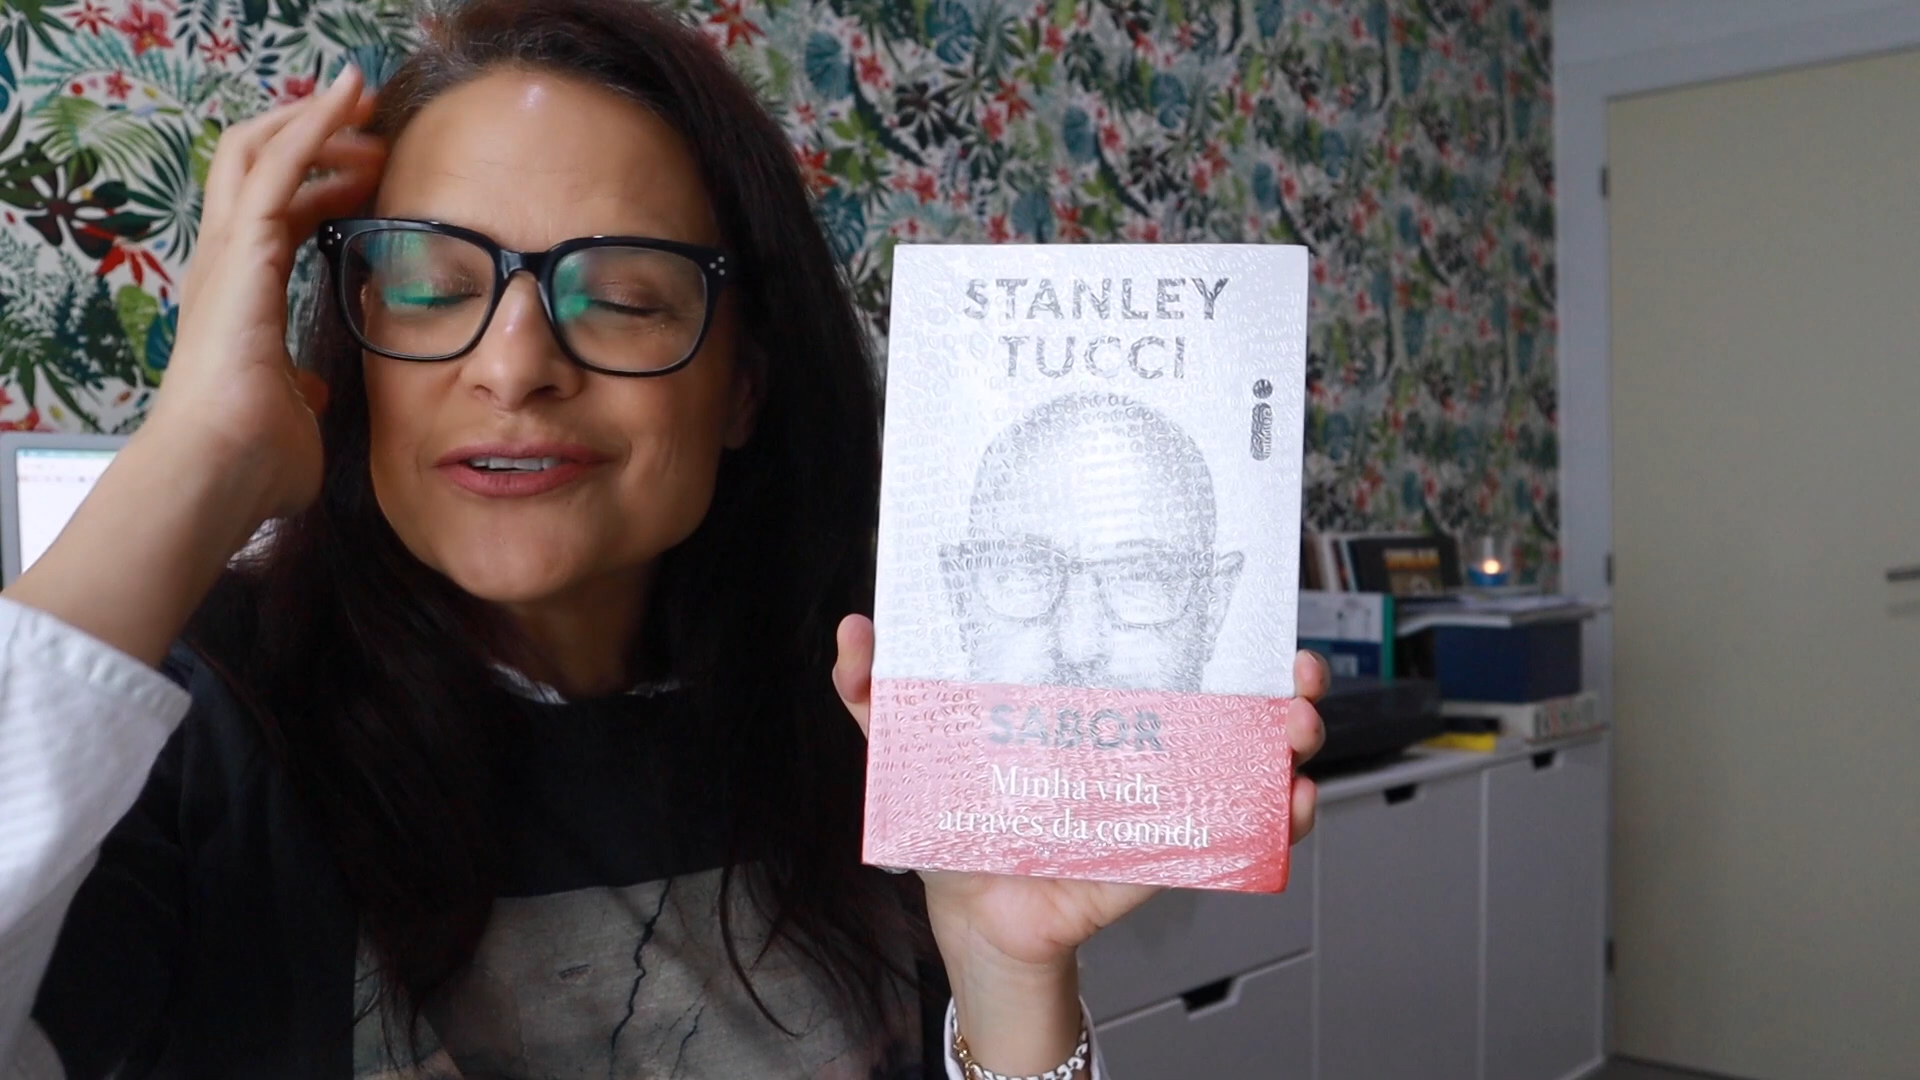 STANLEY
TUCCI
SABOR
Minha vida
através da comida